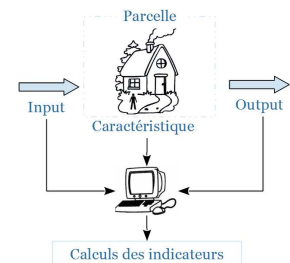 Parcelle
Input
Output
Caractéristique
Calculs des indicateurs